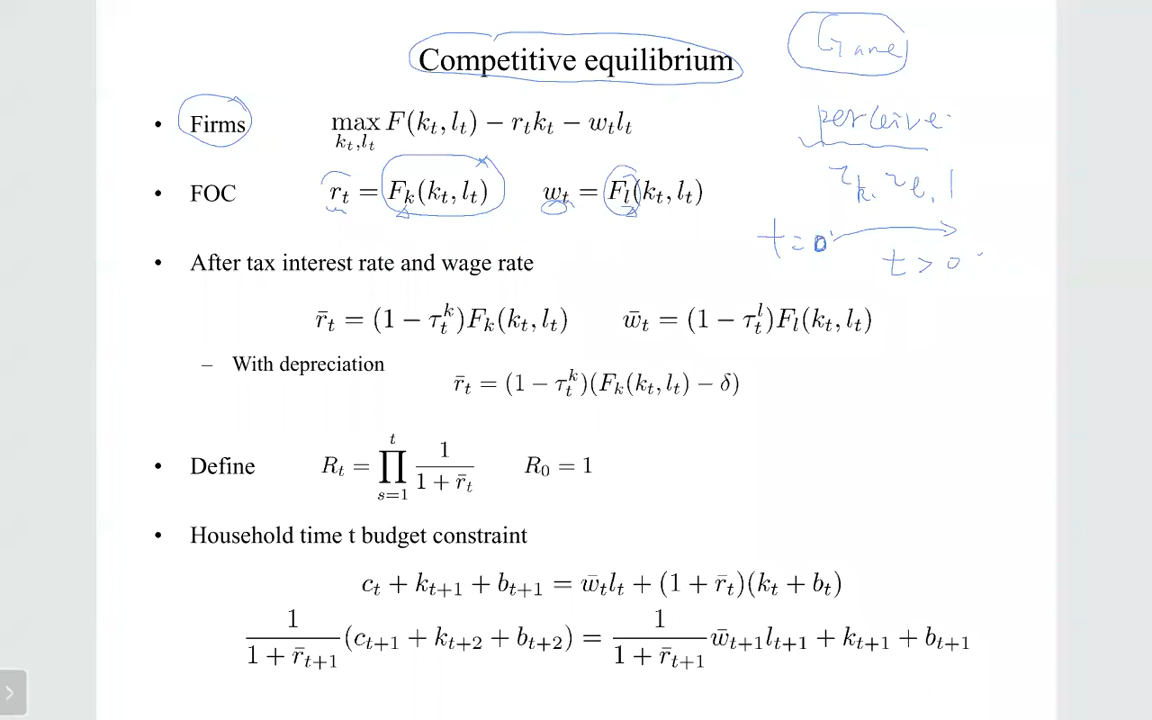 Competitive equilibrium
Game
• Firms max_{k_t,l_t} F(k_t, l_t) − r_t k_t − w_t l_t
perceive.
• FOC r_t = F_k(k_t, l_t) w_t = F_l(k_t, l_t)
τ_k. τ_l,
t=0
t>0
• After tax interest rate and wage rate
r̄_t = (1 − τ_t^k)F_k(k_t, l_t) w̄_t = (1 − τ_t^l)F_l(k_t, l_t)
– With depreciation
r̄_t = (1 − τ_t^k)(F_k(k_t, l_t) − δ)
• Define R_t = ∏_{s=1}^{t} 1/(1 + r̄_t) R_0 = 1
• Household time t budget constraint
c_t + k_{t+1} + b_{t+1} = w̄_t l_t + (1 + r̄_t)(k_t + b_t)
1/(1 + r̄_{t+1}) (c_{t+1} + k_{t+2} + b_{t+2}) = 1/(1 + r̄_{t+1}) w̄_{t+1} l_{t+1} + k_{t+1} + b_{t+1}